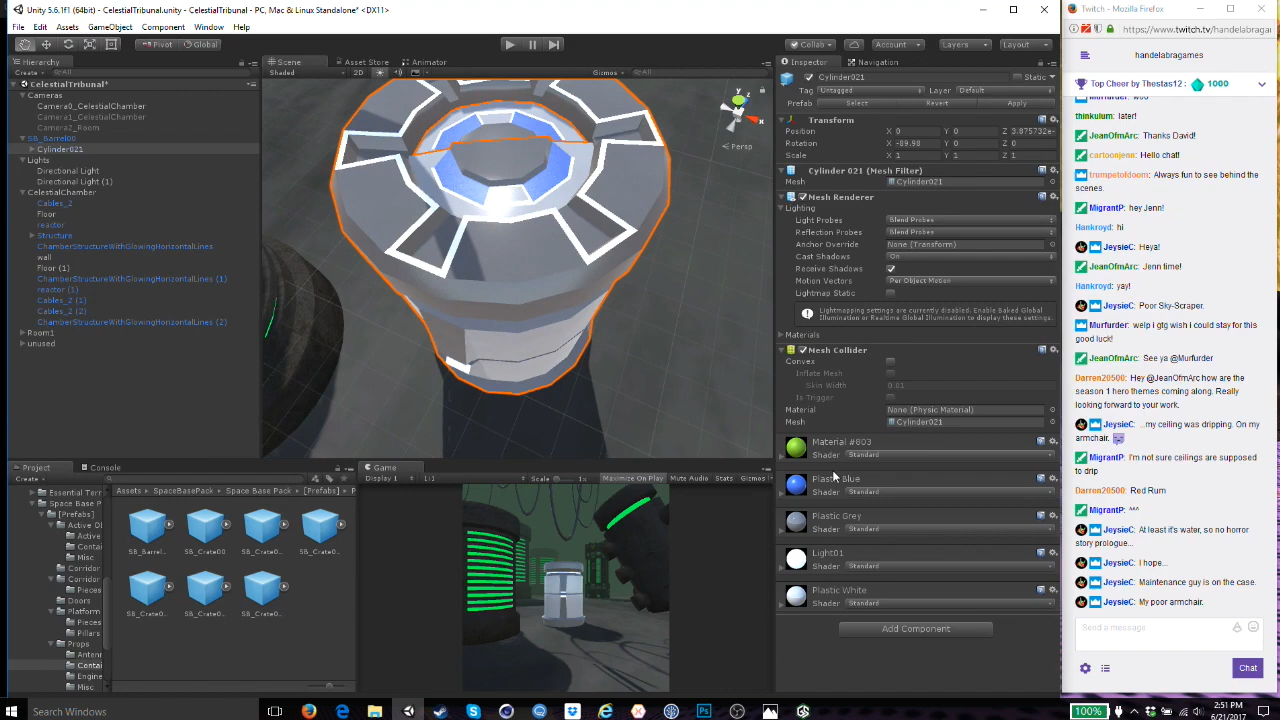 Unity 5.6.1f1 (64bit) - CelestialTribunal.unity - CelestialTribunal - PC, Mac & Linux Standalone* <DX11>
File Edit Assets GameObject Component Window Help
Pivot Global
Collab Account Layers Layout
Hierarchy
Create All
CelestialTribunal*
Cameras
Camera0_CelestialChamber
Camera1_CelestialChamber
Camera2_Room
SB_Barrel00
Cylinder021
Lights
Directional Light
Directional Light (1)
CelestialChamber
Cables_2
Floor
reactor
Structure
ChamberStructureWithGlowingHorizontalLines
wall
Floor (1)
ChamberStructureWithGlowingHorizontalLines (1)
reactor (1)
Cables_2 (1)
Cables_2 (2)
ChamberStructureWithGlowingHorizontalLines (2)
Room1
unused
Scene Asset Store Animator
Shaded 2D Gizmos All
y
Persp
Project Console
Create
Essential Terr
Space Base P
[Prefabs]
Active Ol
Active
Contai
Misc
Corridor
Corridor
Pieces
Doors
Platform
Pieces
Pillars
Props
Antenn
Contai
Engine
Misc
Assets SpaceBasePack Space Base Pack [Prefabs] P
SB_Barrel... SB_Crate00 SB_Crate0... SB_Crate0...
SB_Crate0... SB_Crate0... SB_Crate0...
Game
Display 1 1:1 Scale 1x Maximize On Play Mute Audio Stats Gizmos
Inspector Navigation
Cylinder021 Static
Tag Untagged Layer Default
Prefab Select Revert Apply
Transform
Position X 0 Y 0 Z 3.875732e-
Rotation X -89.98 Y 0 Z 0
Scale X 1 Y 1 Z 1
Cylinder 021 (Mesh Filter)
Mesh Cylinder021
Mesh Renderer
Lighting
Light Probes Blend Probes
Reflection Probes Blend Probes
Anchor Override None (Transform)
Cast Shadows On
Receive Shadows
Motion Vectors Per Object Motion
Lightmap Static
Lightmapping settings are currently disabled. Enable Baked Global
Illumination or Realtime Global Illumination to display these settings.
Materials
Mesh Collider
Convex
Inflate Mesh
Skin Width 0.01
Is Trigger
Material None (Physic Material)
Mesh Cylinder021
Material #803
Shader Standard
Plastic Blue
Shader Standard
Plastic Grey
Shader Standard
Light01
Shader Standard
Plastic White
Shader Standard
Add Component
Twitch - Mozilla Firefox
https://www.twitch.tv/handelabragam
handelabragames
Top Cheer by Thestas12 : 1000
thinkulum: later!
JeanOfmArc: Thanks David!
cartoonjenn: Hello chat!
trumpetofdoom: Always fun to see behind the
scenes.
MigrantP: hey Jenn!
Hankroyd: hi
JeysieC: Heya!
JeanOfmArc: Jenn time!
Hankroyd: yay!
JeysieC: Poor Sky-Scraper.
Murfurder: welp i gtg wish i could stay for this
good luck!
JeanOfmArc: See ya @Murfurder
Darren20500: Hey @JeanOfmArc how are the
season 1 hero themes coming along. Really
looking forward to your work.
JeysieC: ...my ceiling was dripping. On my
armchair.
MigrantP: I'm not sure ceilings are supposed
to drip
Darren20500: Red Rum
MigrantP: ^^^
JeysieC: At least it's water, so no horror
story prologue...
JeysieC: I hope...
JeysieC: Maintenance guy is on the case.
JeysieC: My poor armchair.
Send a message
Chat
Search Windows
100%
2:51 PM
6/21/2017